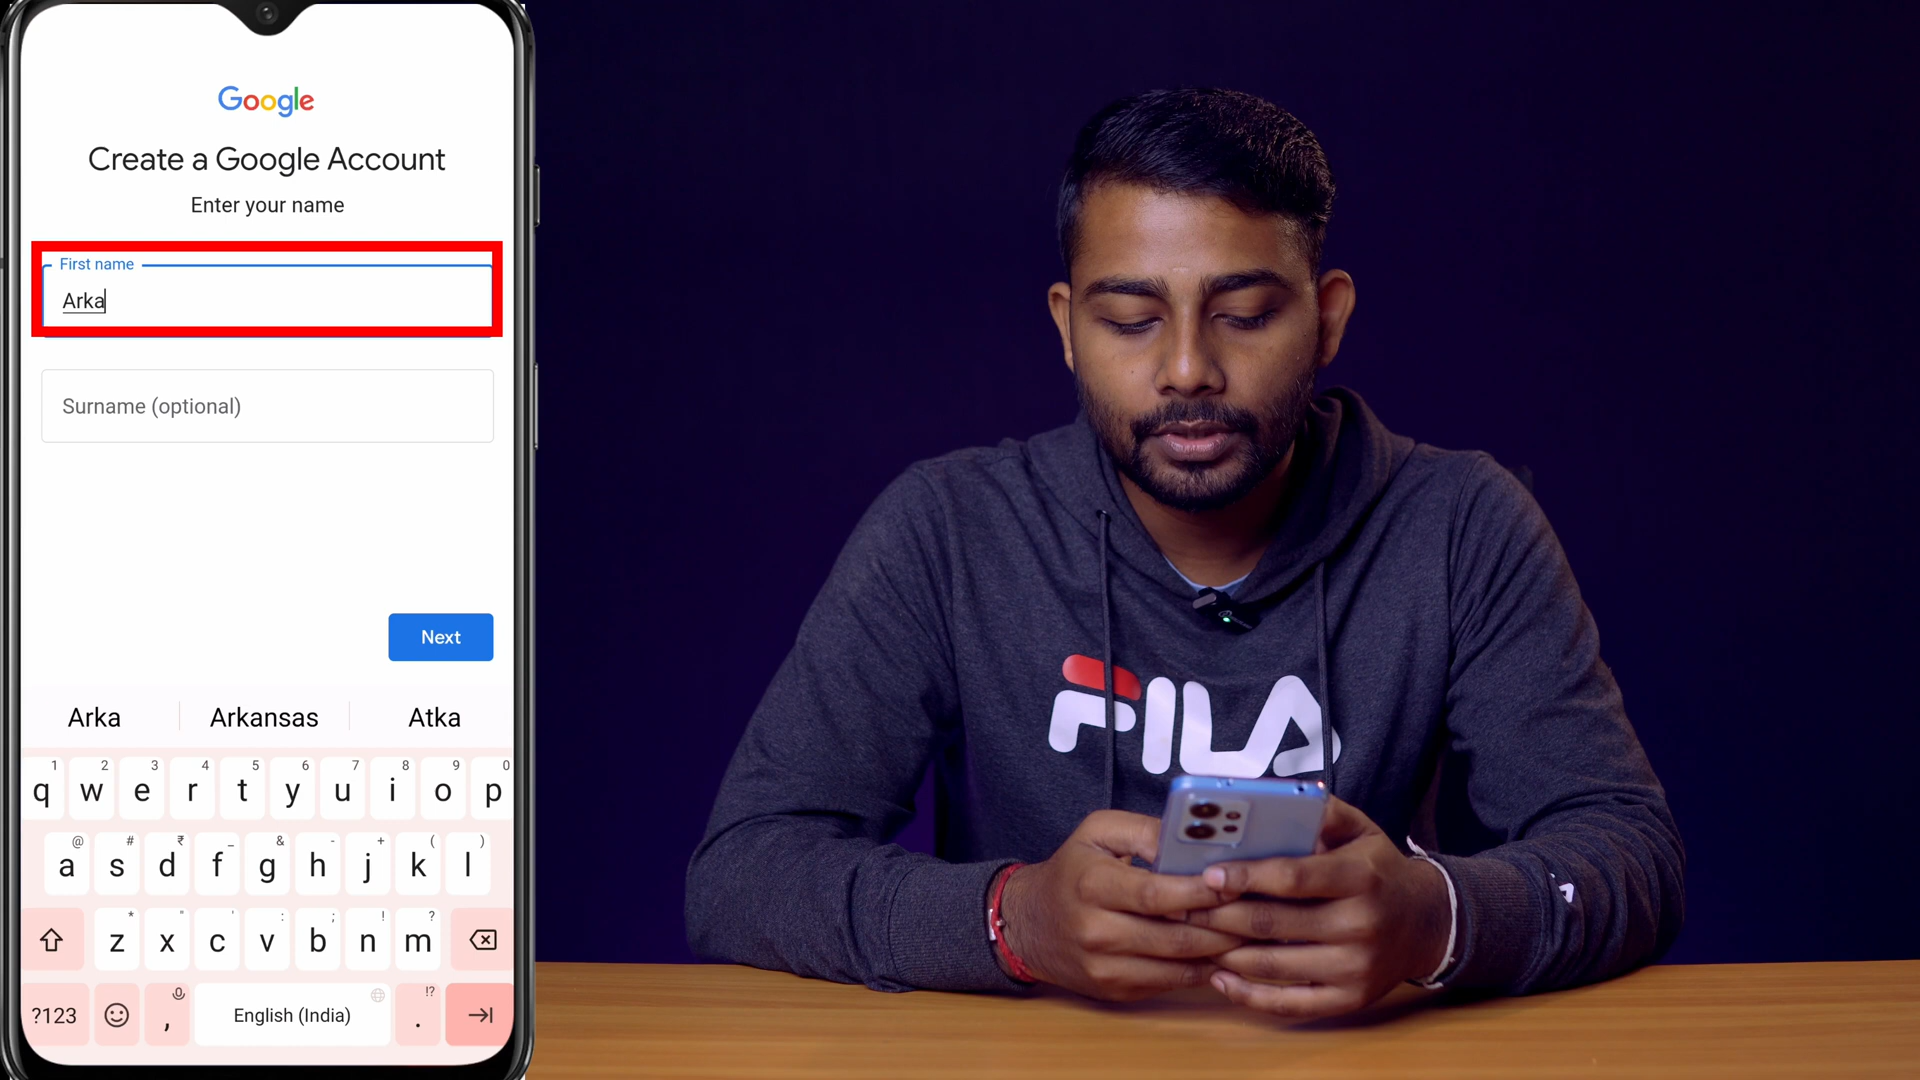 Google
Create a Google Account
Enter your name
First name
Arka
Surname (optional)
Next
Arka Arkansas Atka
1 2 3 4 5 6 7 8 9 0
q w e r t y u i o p
@ # ₹ _ & - + ( )
a s d f g h j k l
* " ' : ; ! ?
z x c v b n m
!?
?123 , English (India) .
FILA